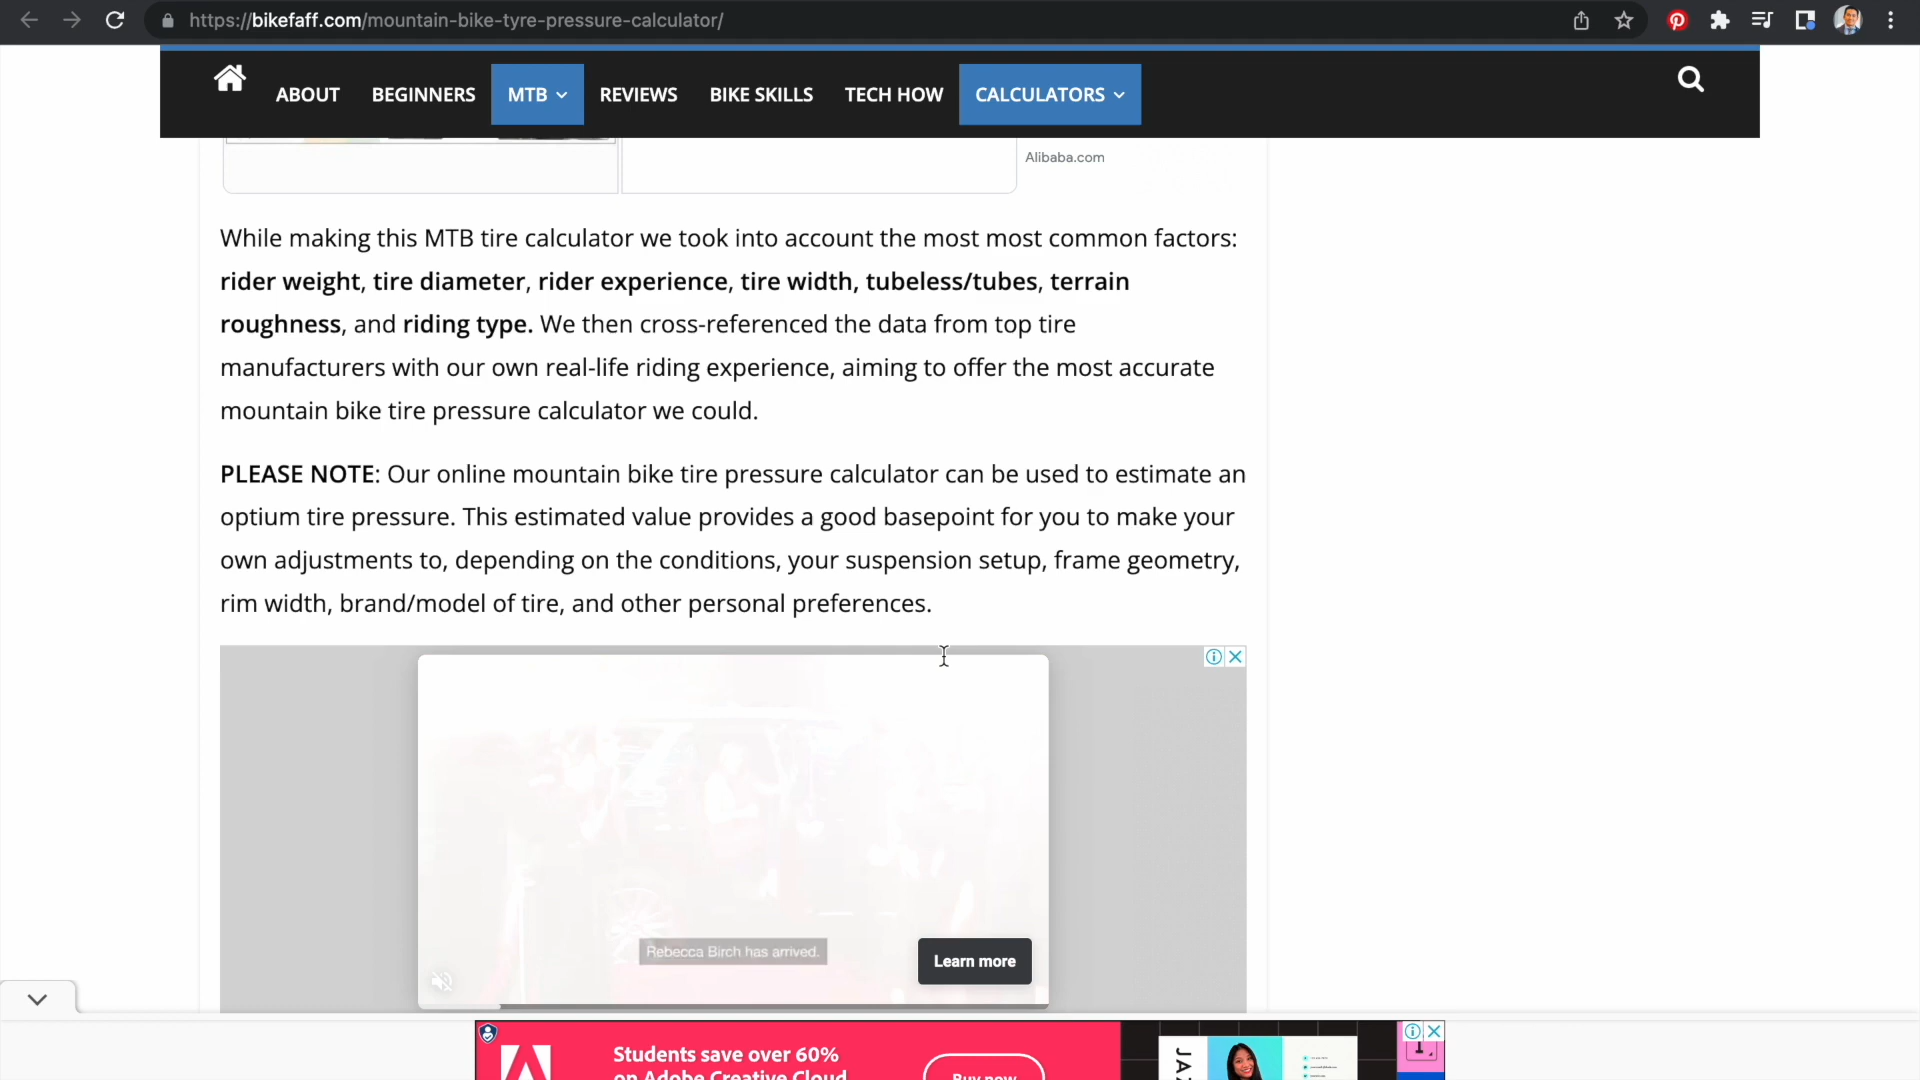 https://bikefaff.com/mountain-bike-tyre-pressure-calculator/
ABOUT BEGINNERS MTB REVIEWS BIKE SKILLS TECH HOW CALCULATORS
Alibaba.com
While making this MTB tire calculator we took into account the most most common factors:
rider weight, tire diameter, rider experience, tire width, tubeless/tubes, terrain
roughness, and riding type. We then cross-referenced the data from top tire
manufacturers with our own real-life riding experience, aiming to offer the most accurate
mountain bike tire pressure calculator we could.
PLEASE NOTE: Our online mountain bike tire pressure calculator can be used to estimate an
optium tire pressure. This estimated value provides a good basepoint for you to make your
own adjustments to, depending on the conditions, your suspension setup, frame geometry,
rim width, brand/model of tire, and other personal preferences.
Rebecca Birch has arrived.
Learn more
Students save over 60%
on Adobe Creative Cloud
Buy now